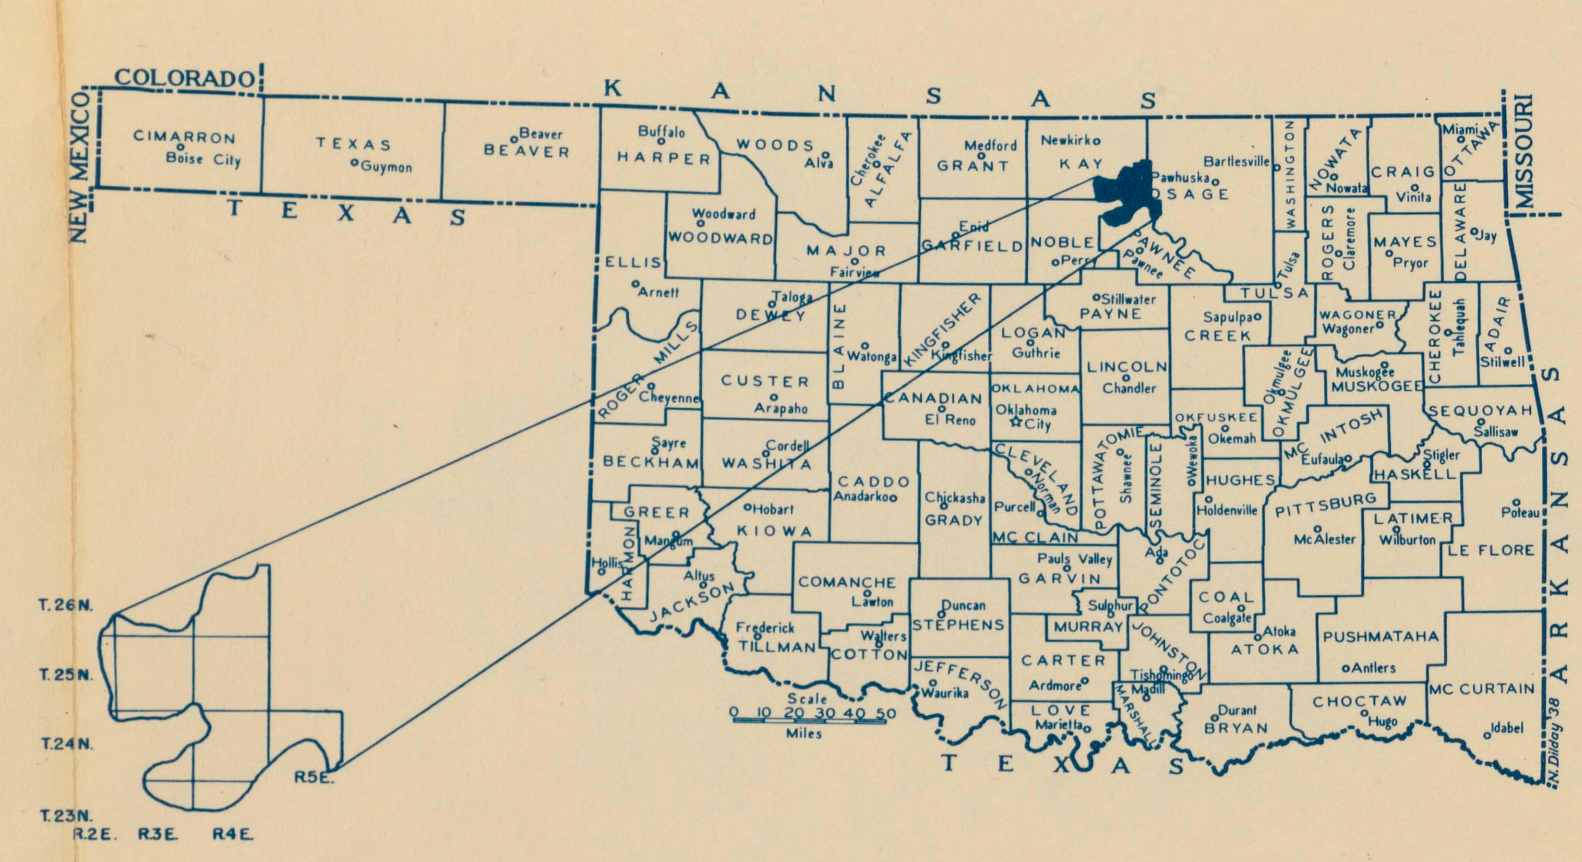 COLORADO
K A N S A S
NEW MEXICO
MISSOURI
CIMARRON
Boise City
TEXAS
Guymon
Beaver
BEAVER
Buffalo
HARPER
WOODS
Alva
Cherokee
ALFALFA
Medford
GRANT
Newkirk
KAY
Bartlesville
Pawhuska
OSAGE
WASHINGTON
NOWATA
Nowata
CRAIG
Vinita
Miami
OTTAWA
T E X A S
Woodward
WOODWARD
MAJOR
Fairview
Enid
GARFIELD
NOBLE
Perry
AWNEE
Pawnee
Tulsa
TULSA
ROGERS
Claremore
MAYES
Pryor
DELAWARE
Jay
ELLIS
Arnett
Taloga
DEWEY
BLAINE
Watonga
KINGFISHER
Kingfisher
LOGAN
Guthrie
Stillwater
PAYNE
Sapulpa
CREEK
WAGONER
Wagoner
CHEROKEE
Tahlequah
ADAIR
Stilwell
ROGER MILLS
Cheyenne
CUSTER
Arapaho
CANADIAN
El Reno
OKLAHOMA
Oklahoma
City
LINCOLN
Chandler
Okmulgee
OKMULGEE
Muskogee
MUSKOGEE
SEQUOYAH
Sallisaw
OKFUSKEE
Okemah
MC INTOSH
Eufaula
Stigler
HASKELL
Sayre
BECKHAM
Cordell
WASHITA
CADDO
Anadarko
Chickasha
GRADY
CLEVELAND
Norman
Purcell
MC CLAIN
POTTAWATOMIE
Shawnee
SEMINOLE
Wewoka
HUGHES
Holdenville
PITTSBURG
McAlester
LATIMER
Wilburton
Poteau
LE FLORE
GREER
Mangum
Hobart
KIOWA
Hollis
HARMON
Altus
JACKSON
COMANCHE
Lawton
Pauls Valley
GARVIN
Ada
PONTOTOC
COAL
Coalgate
Frederick
TILLMAN
Walters
COTTON
Duncan
STEPHENS
Sulphur
MURRAY
JOHNSTON
Tishomingo
Atoka
ATOKA
PUSHMATAHA
Antlers
JEFFERSON
Waurika
CARTER
Ardmore
LOVE
Marietta
MARSHALL
Madill
Durant
BRYAN
CHOCTAW
Hugo
MC CURTAIN
Idabel
A R K A N S A S
T E X A S
Scale
0 10 20 30 40 50
Miles
T.26N.
T.25N.
T.24N.
T.23N.
R.2E. R.3E. R.4E.
R.5E.
N. Dilday '38